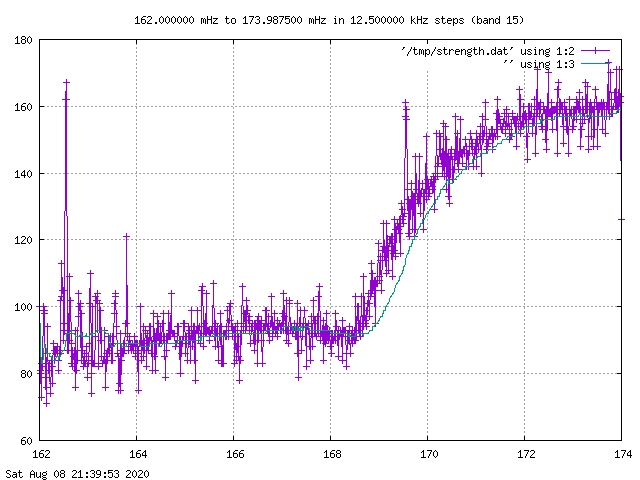 162.000000 mHz to 173.987500 mHz in 12.500000 kHz steps (band 15)
'/tmp/strength.dat' using 1:2
'' using 1:3
180
160
140
120
100
80
60
162 164 166 168 170 172 174
Sat Aug 08 21:39:53 2020